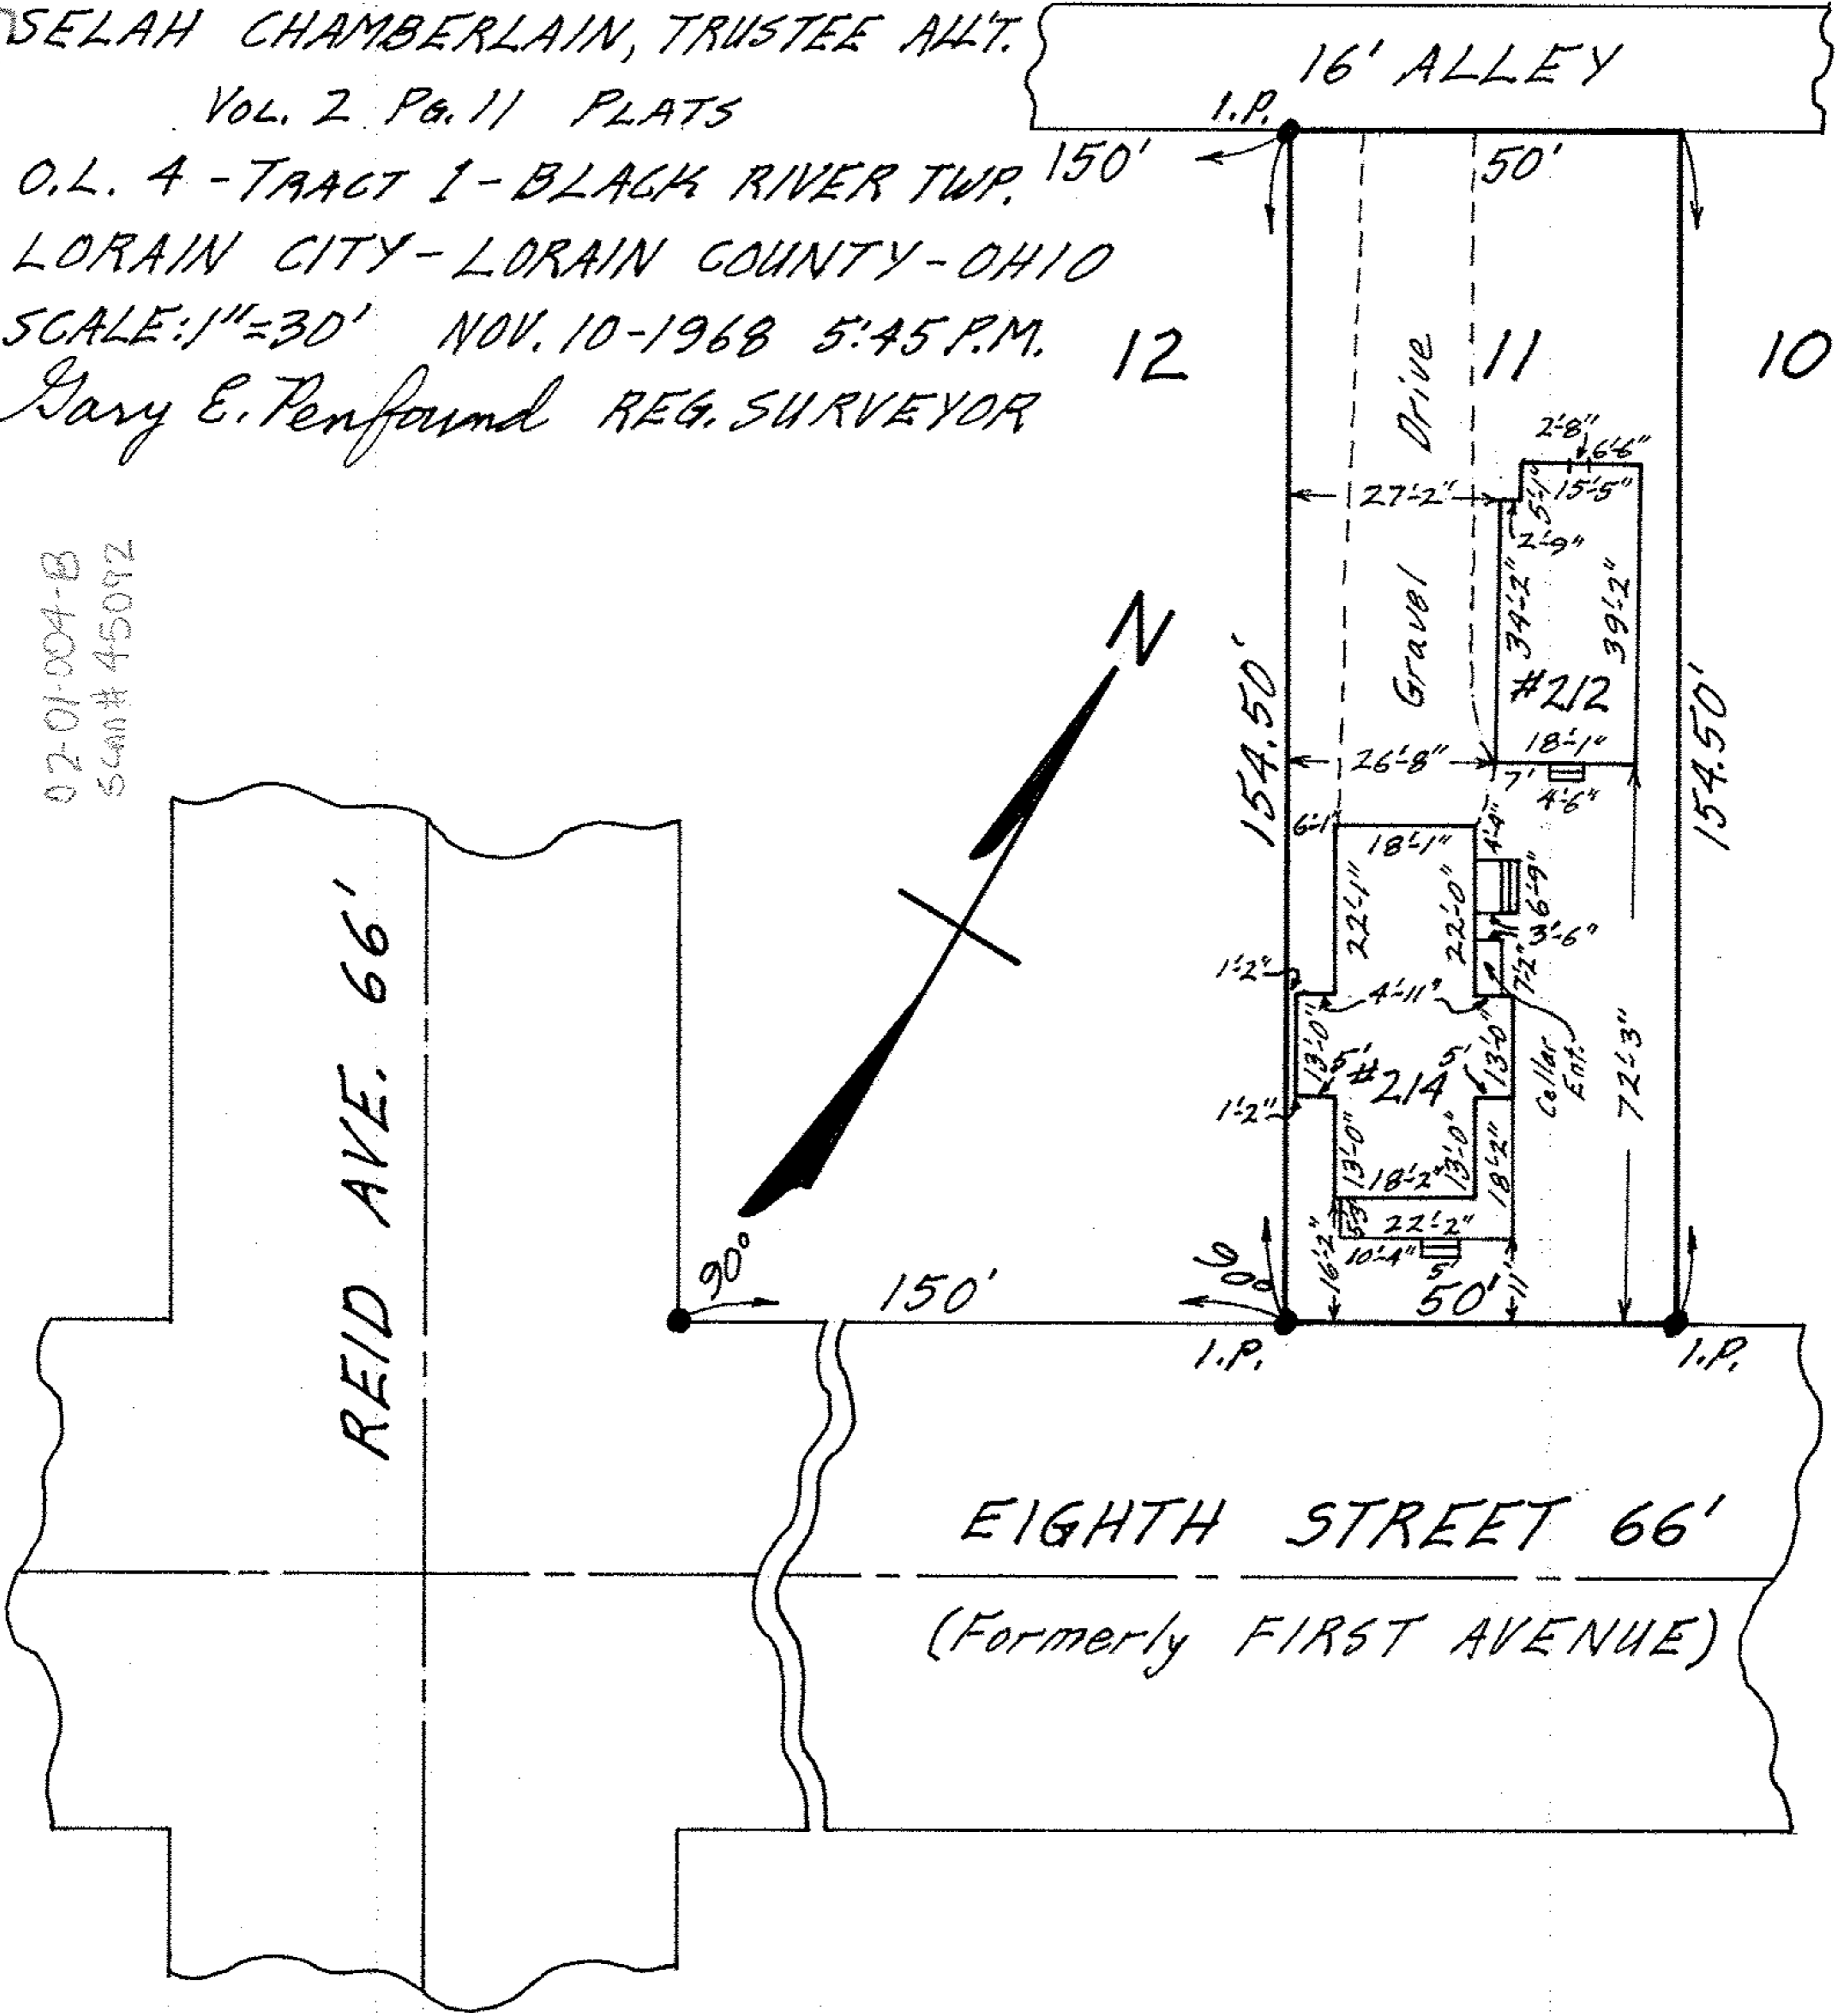 SELAH CHAMBERLAIN, TRUSTEE ALL'T.
VOL. 2 PG. 11 PLATS
O.L. 4 - TRACT 1 - BLACK RIVER TWP.
LORAIN CITY - LORAIN COUNTY - OHIO
SCALE: 1"=30' NOV. 10-1968 5:45 P.M.
Gary E. Penfound REG. SURVEYOR
02-01-004-B
Scan# 45092
16' ALLEY
I.P.
150'
50'
12
11
10
Gravel Drive
2'-8"
6'-6"
15'-5"
5'-1"
27'-2"
2'-9"
34'-2"
39'-2"
#212
18'-1"
26'-8"
7'
4'-6"
154.50'
154.50'
N
6'-1"
18'-1"
4'-4"
22'-1"
22'-0"
6'-9"
3'-6"
7'-2"
1'-2"
4'-11"
13'-0"
5'
#214
5'
13'-0"
1'-2"
Cellar
Ent.
72'-3"
13'-0"
18'-2"
13'-0"
18'-2"
16'-2"
5'3"
22'-2"
10'-4"
5'
11'
90°
150'
90°
50'
I.P.
I.P.
REID AVE. 66'
EIGHTH STREET 66'
(Formerly FIRST AVENUE)